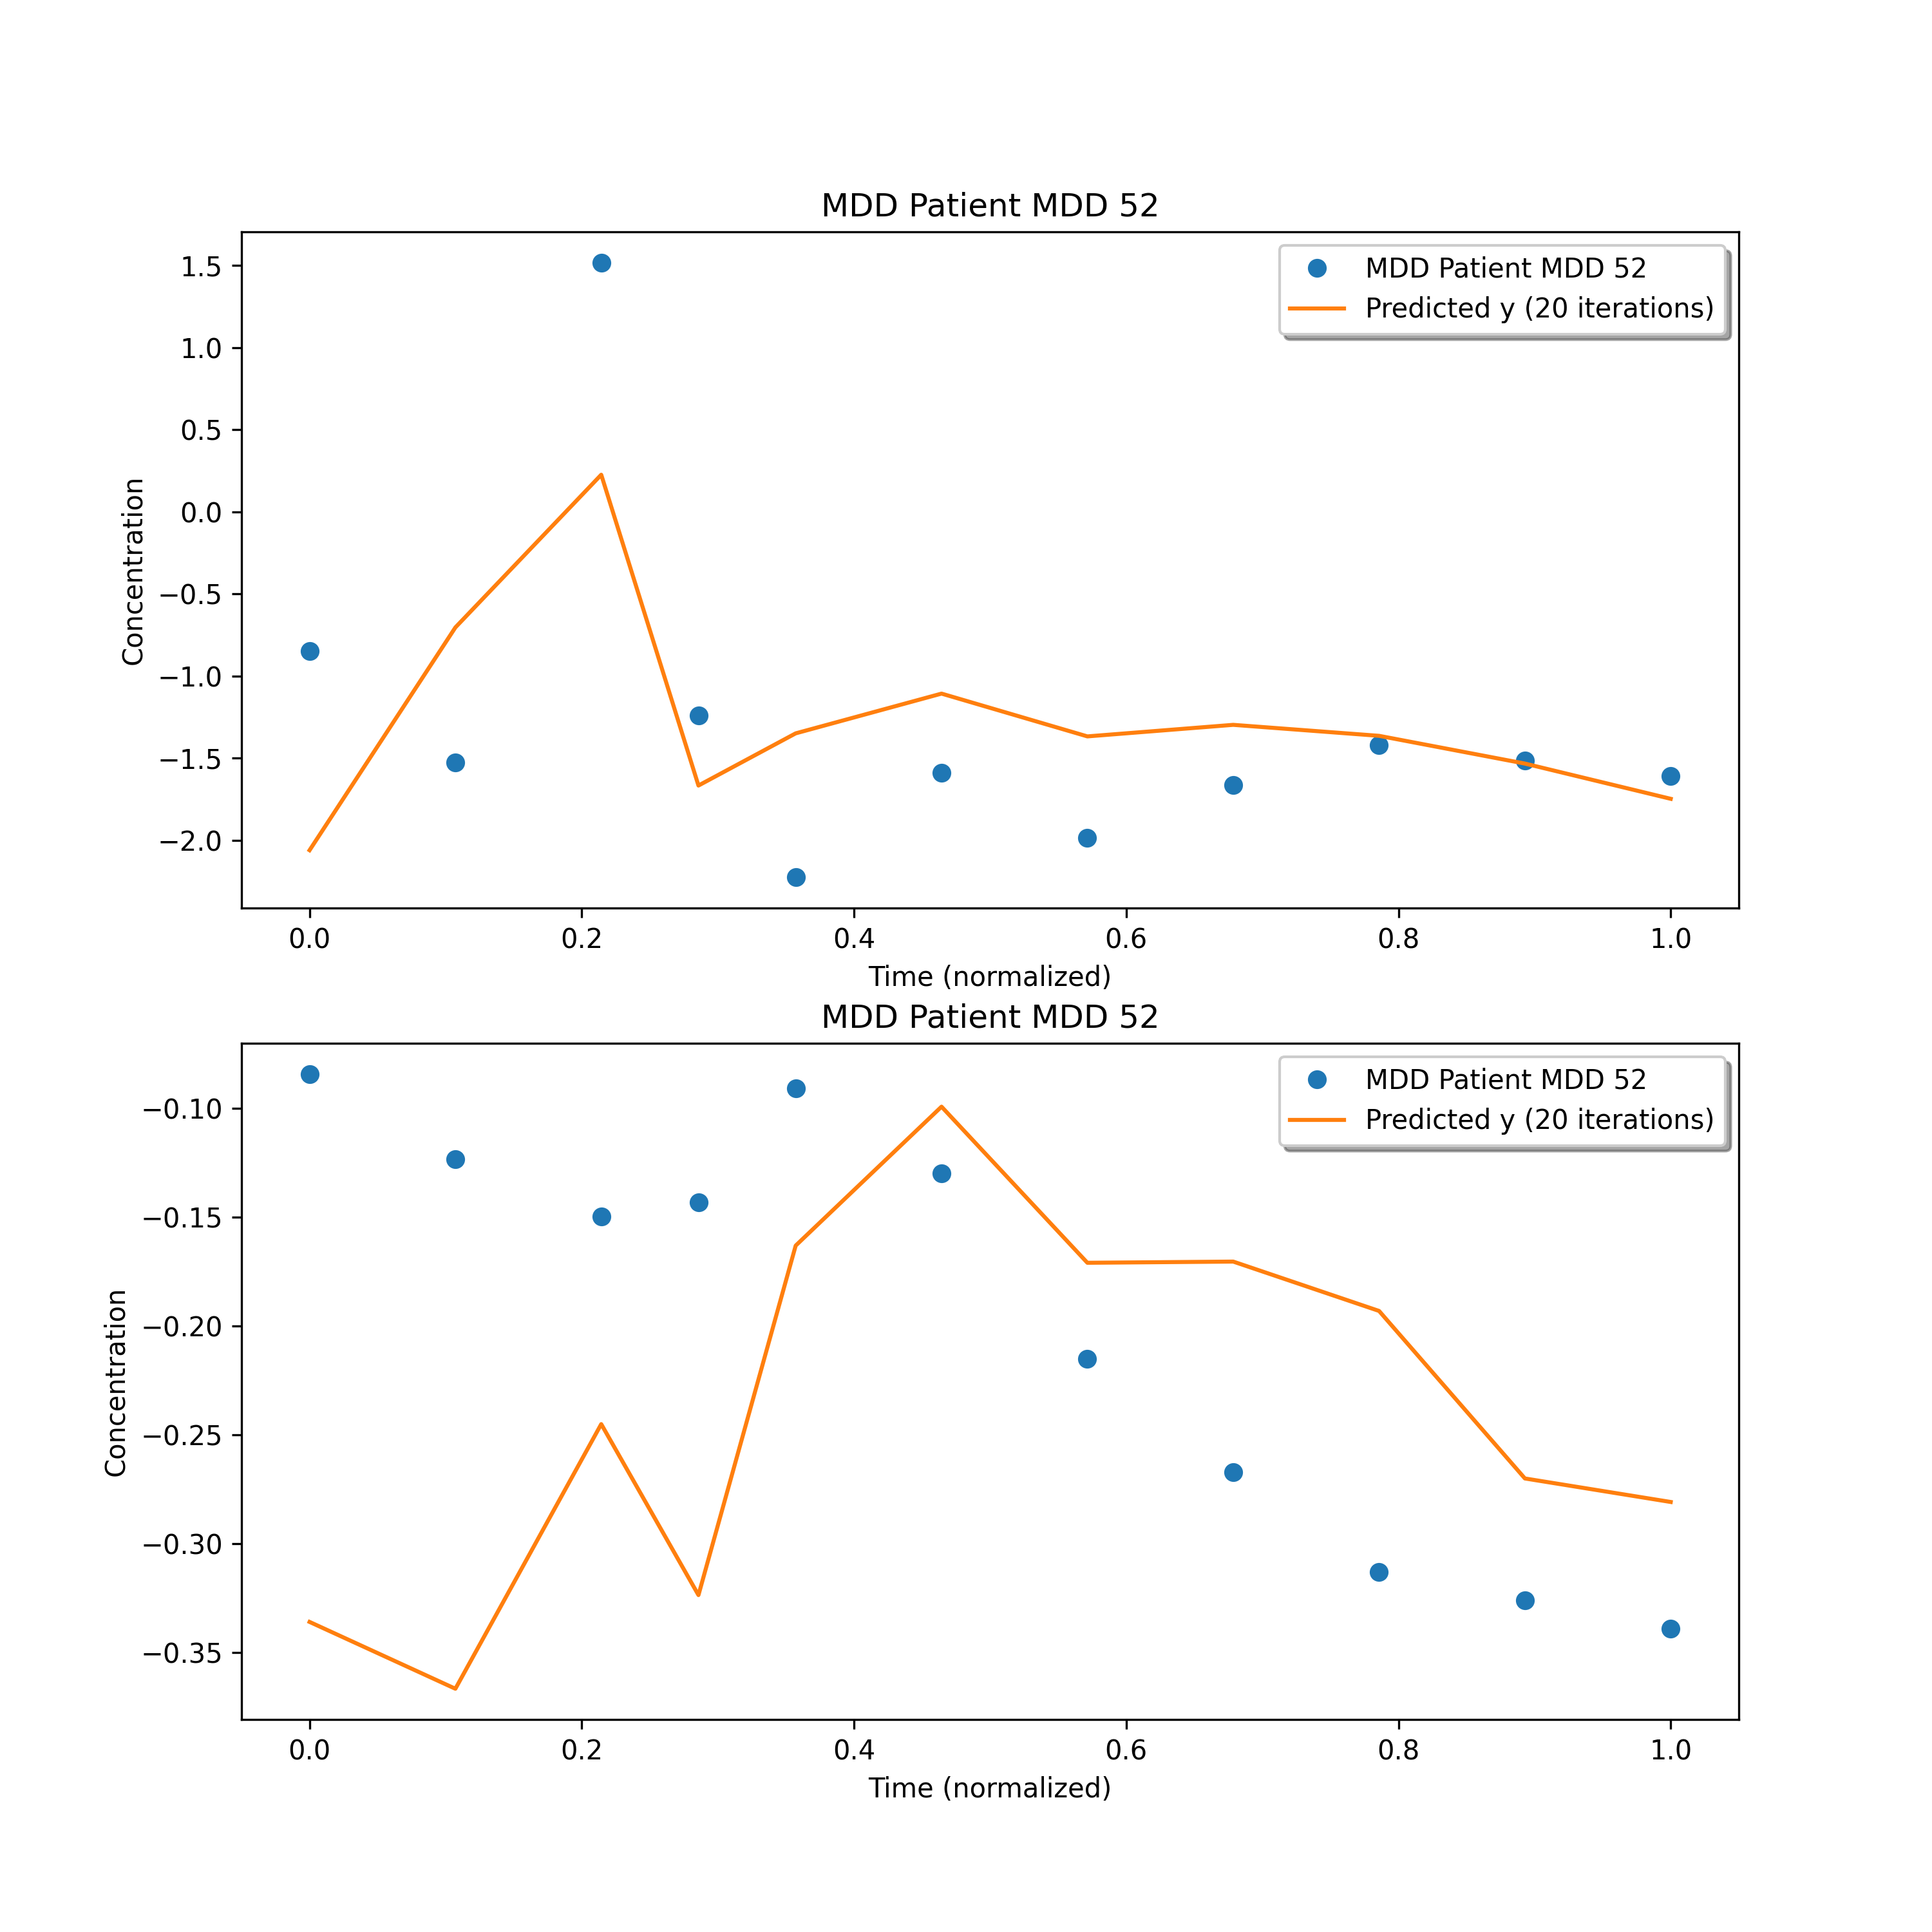 MDD Patient MDD 52
MDD Patient MDD 52
Predicted y (20 iterations)
1.5
1.0
0.5
0.0
−0.5
−1.0
−1.5
−2.0
Concentration
0.0 0.2 0.4 0.6 0.8 1.0
Time (normalized)
MDD Patient MDD 52
MDD Patient MDD 52
Predicted y (20 iterations)
−0.10
−0.15
−0.20
−0.25
−0.30
−0.35
Concentration
0.0 0.2 0.4 0.6 0.8 1.0
Time (normalized)